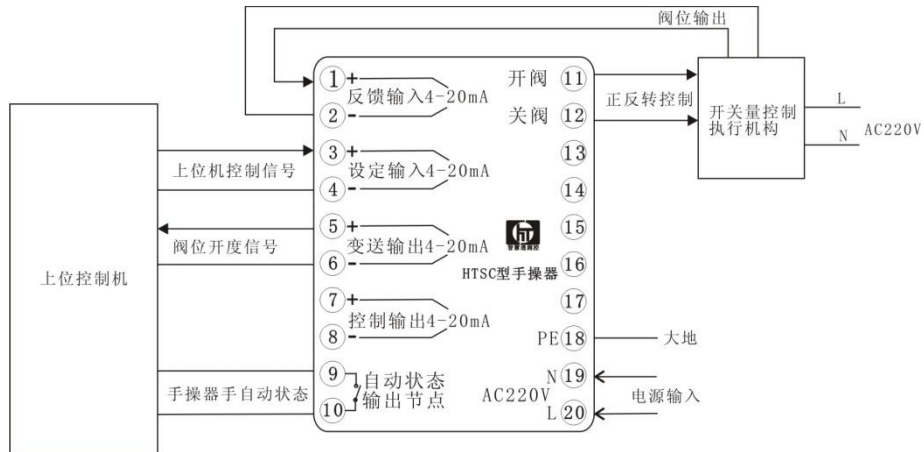 阀位输出
1
+
反馈输入4-20mA
2
-
开阀
11
正反转控制
关阀
12
开关量控制
执行机构
L
N
AC220V
上位机控制信号
3
+
设定输入4-20mA
4
-
13
14
阀位开度信号
5
+
变送输出4-20mA
6
-
15
HTSC型手操器
16
上位控制机
7
+
控制输出4-20mA
8
-
17
PE
18
大地
手操器手自动状态
9
自动状态
输出节点
10
AC220V
N
19
L
20
电源输入